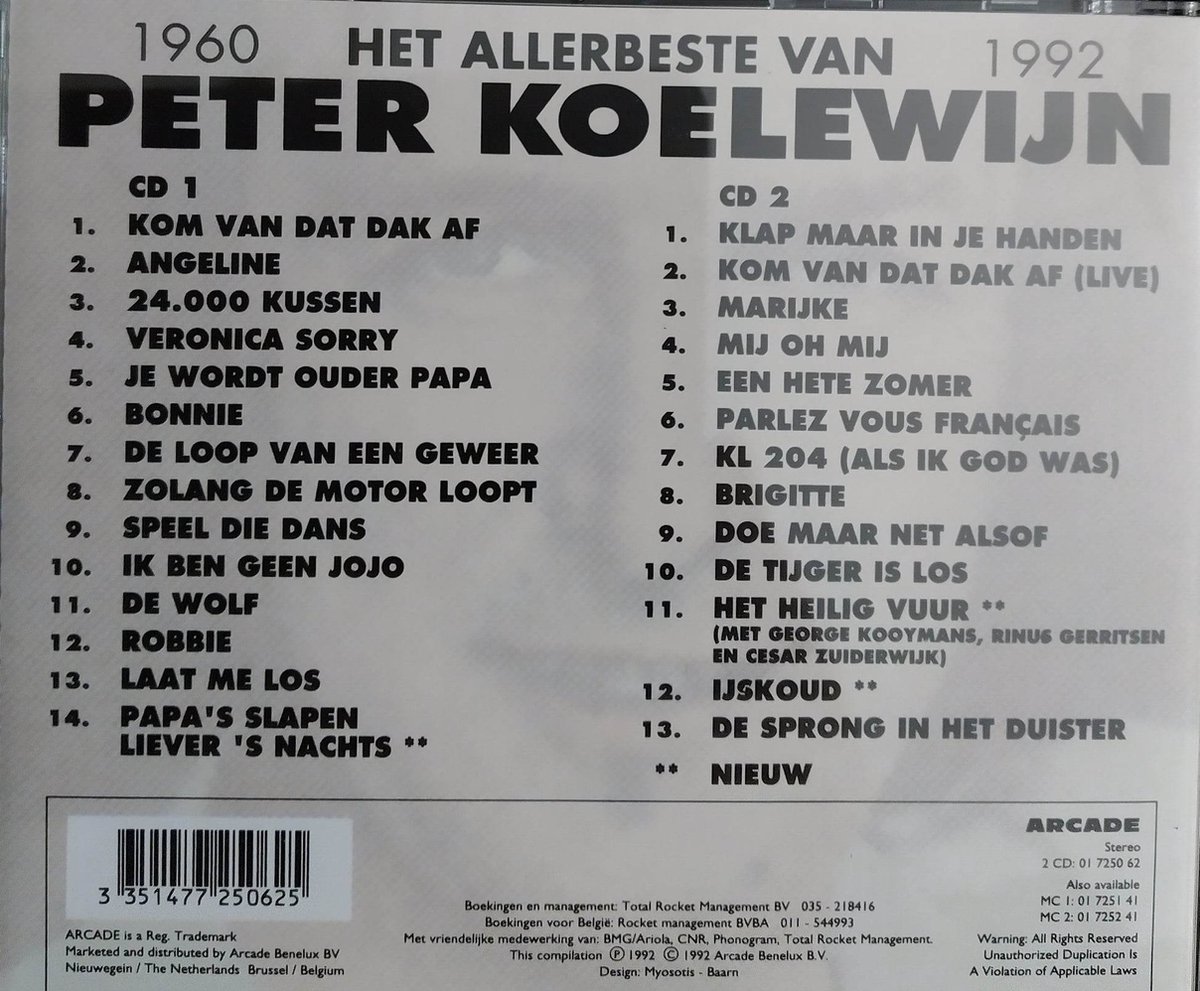 1960 HET ALLERBESTE VAN 1992
PETER KOELEWIJN
CD 1
1. KOM VAN DAT DAK AF
2. ANGELINE
3. 24.000 KUSSEN
4. VERONICA SORRY
5. JE WORDT OUDER PAPA
6. BONNIE
7. DE LOOP VAN EEN GEWEER
8. ZOLANG DE MOTOR LOOPT
9. SPEEL DIE DANS
10. IK BEN GEEN JOJO
11. DE WOLF
12. ROBBIE
13. LAAT ME LOS
14. PAPA'S SLAPEN
LIEVER 'S NACHTS **
CD 2
1. KLAP MAAR IN JE HANDEN
2. KOM VAN DAT DAK AF (LIVE)
3. MARIJKE
4. MIJ OH MIJ
5. EEN HETE ZOMER
6. PARLEZ VOUS FRANÇAIS
7. KL 204 (ALS IK GOD WAS)
8. BRIGITTE
9. DOE MAAR NET ALSOF
10. DE TIJGER IS LOS
11. HET HEILIG VUUR **
(MET GEORGE KOOYMANS, RINUS GERRITSEN
EN CESAR ZUIDERWIJK)
12. IJSKOUD **
13. DE SPRONG IN HET DUISTER
** NIEUW
3 351477 250625
ARCADE is a Reg. Trademark
Marketed and distributed by Arcade Benelux BV
Nieuwegein / The Netherlands Brussel / Belgium
Boekingen en management: Total Rocket Management BV 035 - 218416
Boekingen voor België: Rocket management BVBA 011 - 544993
Met vriendelijke medewerking van: BMG/Ariola, CNR, Phonogram, Total Rocket Management.
This compilation Ⓟ 1992 © 1992 Arcade Benelux B.V.
Design: Myosotis - Baarn
ARCADE
Stereo
2 CD: 01 7250 62
Also available
MC 1: 01 7251 41
MC 2: 01 7252 41
Warning: All Rights Reserved
Unauthorized Duplication Is
A Violation of Applicable Laws